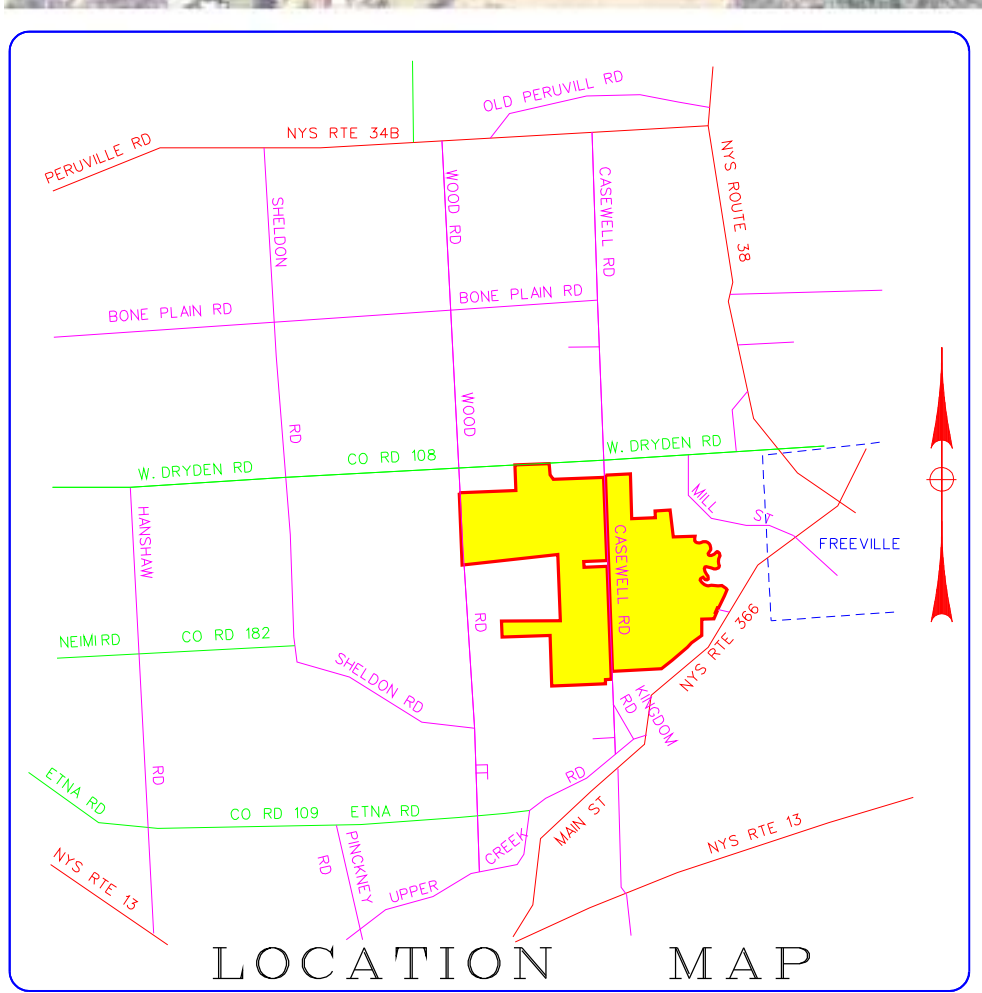 OLD PERUVILL RD
NYS RTE 34B
PERUVILLE RD
NYS ROUTE 38
SHELDON
WOOD RD
CASEWELL RD
BONE PLAIN RD
BONE PLAIN RD
WOOD
RD
W. DRYDEN RD
CO RD 108
W. DRYDEN RD
HANSHAW
MILL ST
FREEVILLE
CASEWELL RD
RD
NEIMI RD
CO RD 182
SHELDON RD
NYS RTE 366
KINGDOM
RD
RD
RD
ETNA RD
CO RD 109
ETNA RD
MAIN ST
NYS RTE 13
NYS RTE 13
PINCKNEY
RD
UPPER
CREEK
LOCATION MAP